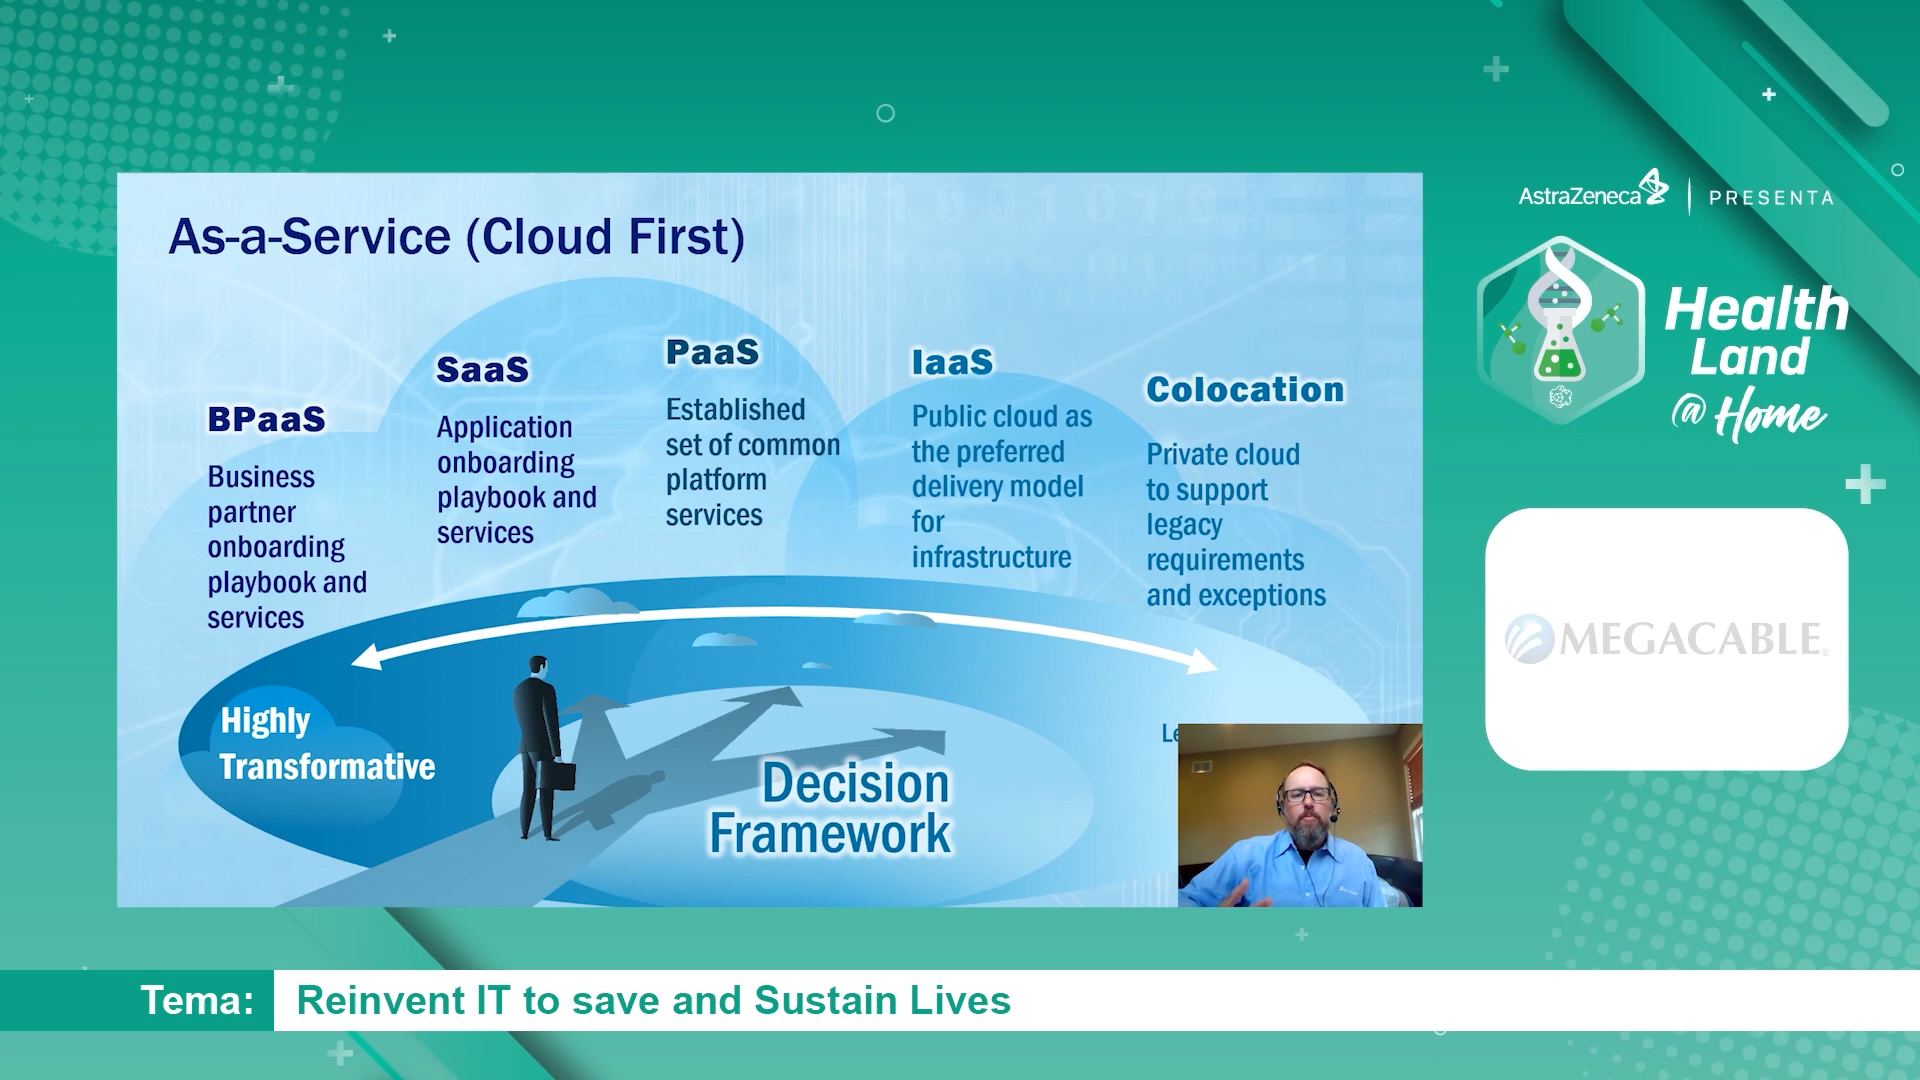 As-a-Service (Cloud First)
BPaaS
Business
partner
onboarding
playbook and
services
SaaS
Application
onboarding
playbook and
services
PaaS
Established
set of common
platform
services
IaaS
Public cloud as
the preferred
delivery model
for
infrastructure
Colocation
Private cloud
to support
legacy
requirements
and exceptions
Highly
Transformative
Decision
Framework
AstraZeneca PRESENTA
Health
Land
@ Home
MEGACABLE®
Tema: Reinvent IT to save and Sustain Lives